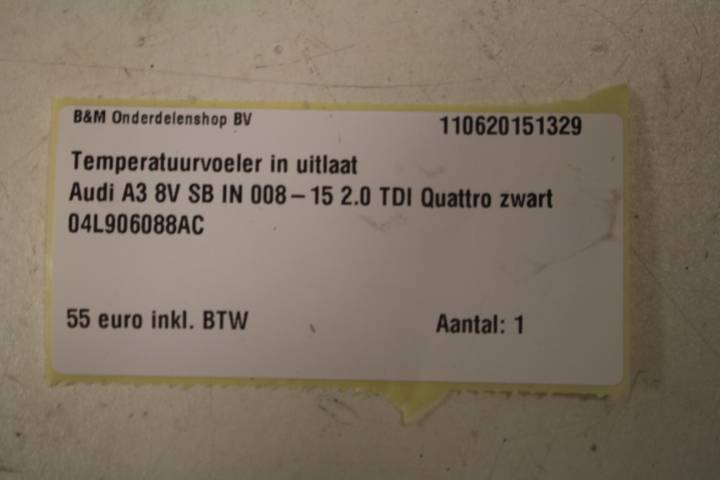 B&M Onderdelenshop BV
110620151329
Temperatuurvoeler in uitlaat
Audi A3 8V SB IN 008-15 2.0 TDI Quattro zwart
04L906088AC
55 euro inkl. BTW
Aantal: 1